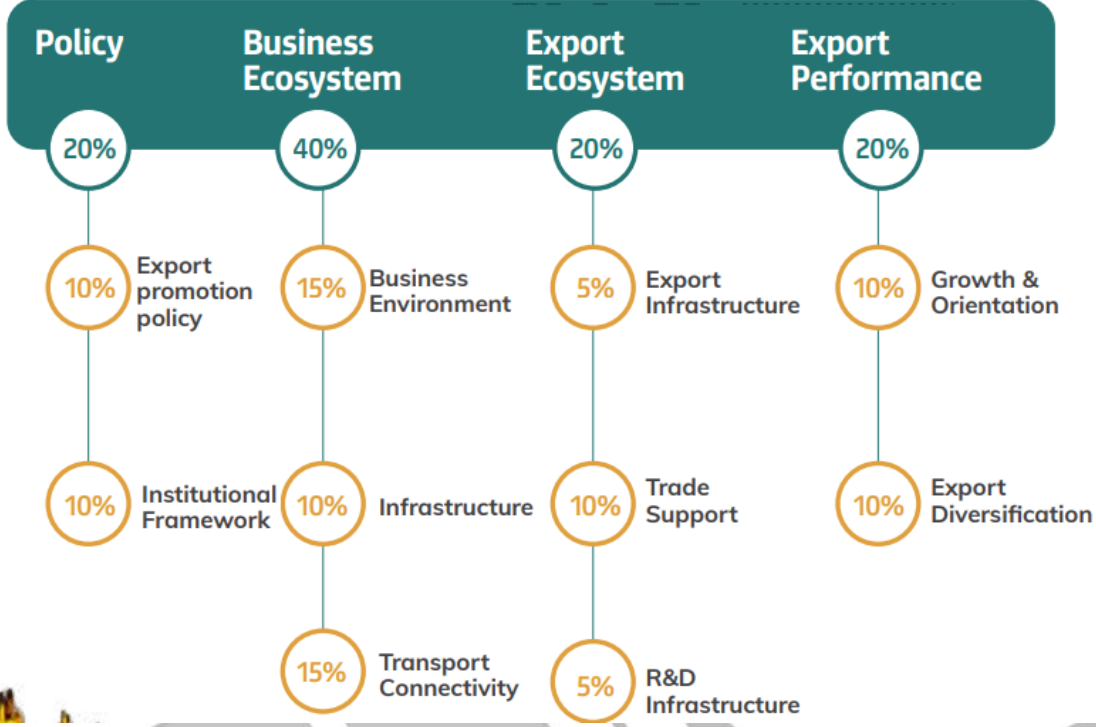 Policy
Business
Ecosystem
Export
Ecosystem
Export
Performance
20%
40%
20%
20%
10%
Export
promotion
policy
15%
Business
Environment
5%
Export
Infrastructure
10%
Growth &
Orientation
10%
Institutional
Framework
10%
Infrastructure
10%
Trade
Support
10%
Export
Diversification
15%
Transport
Connectivity
5%
R&D
Infrastructure